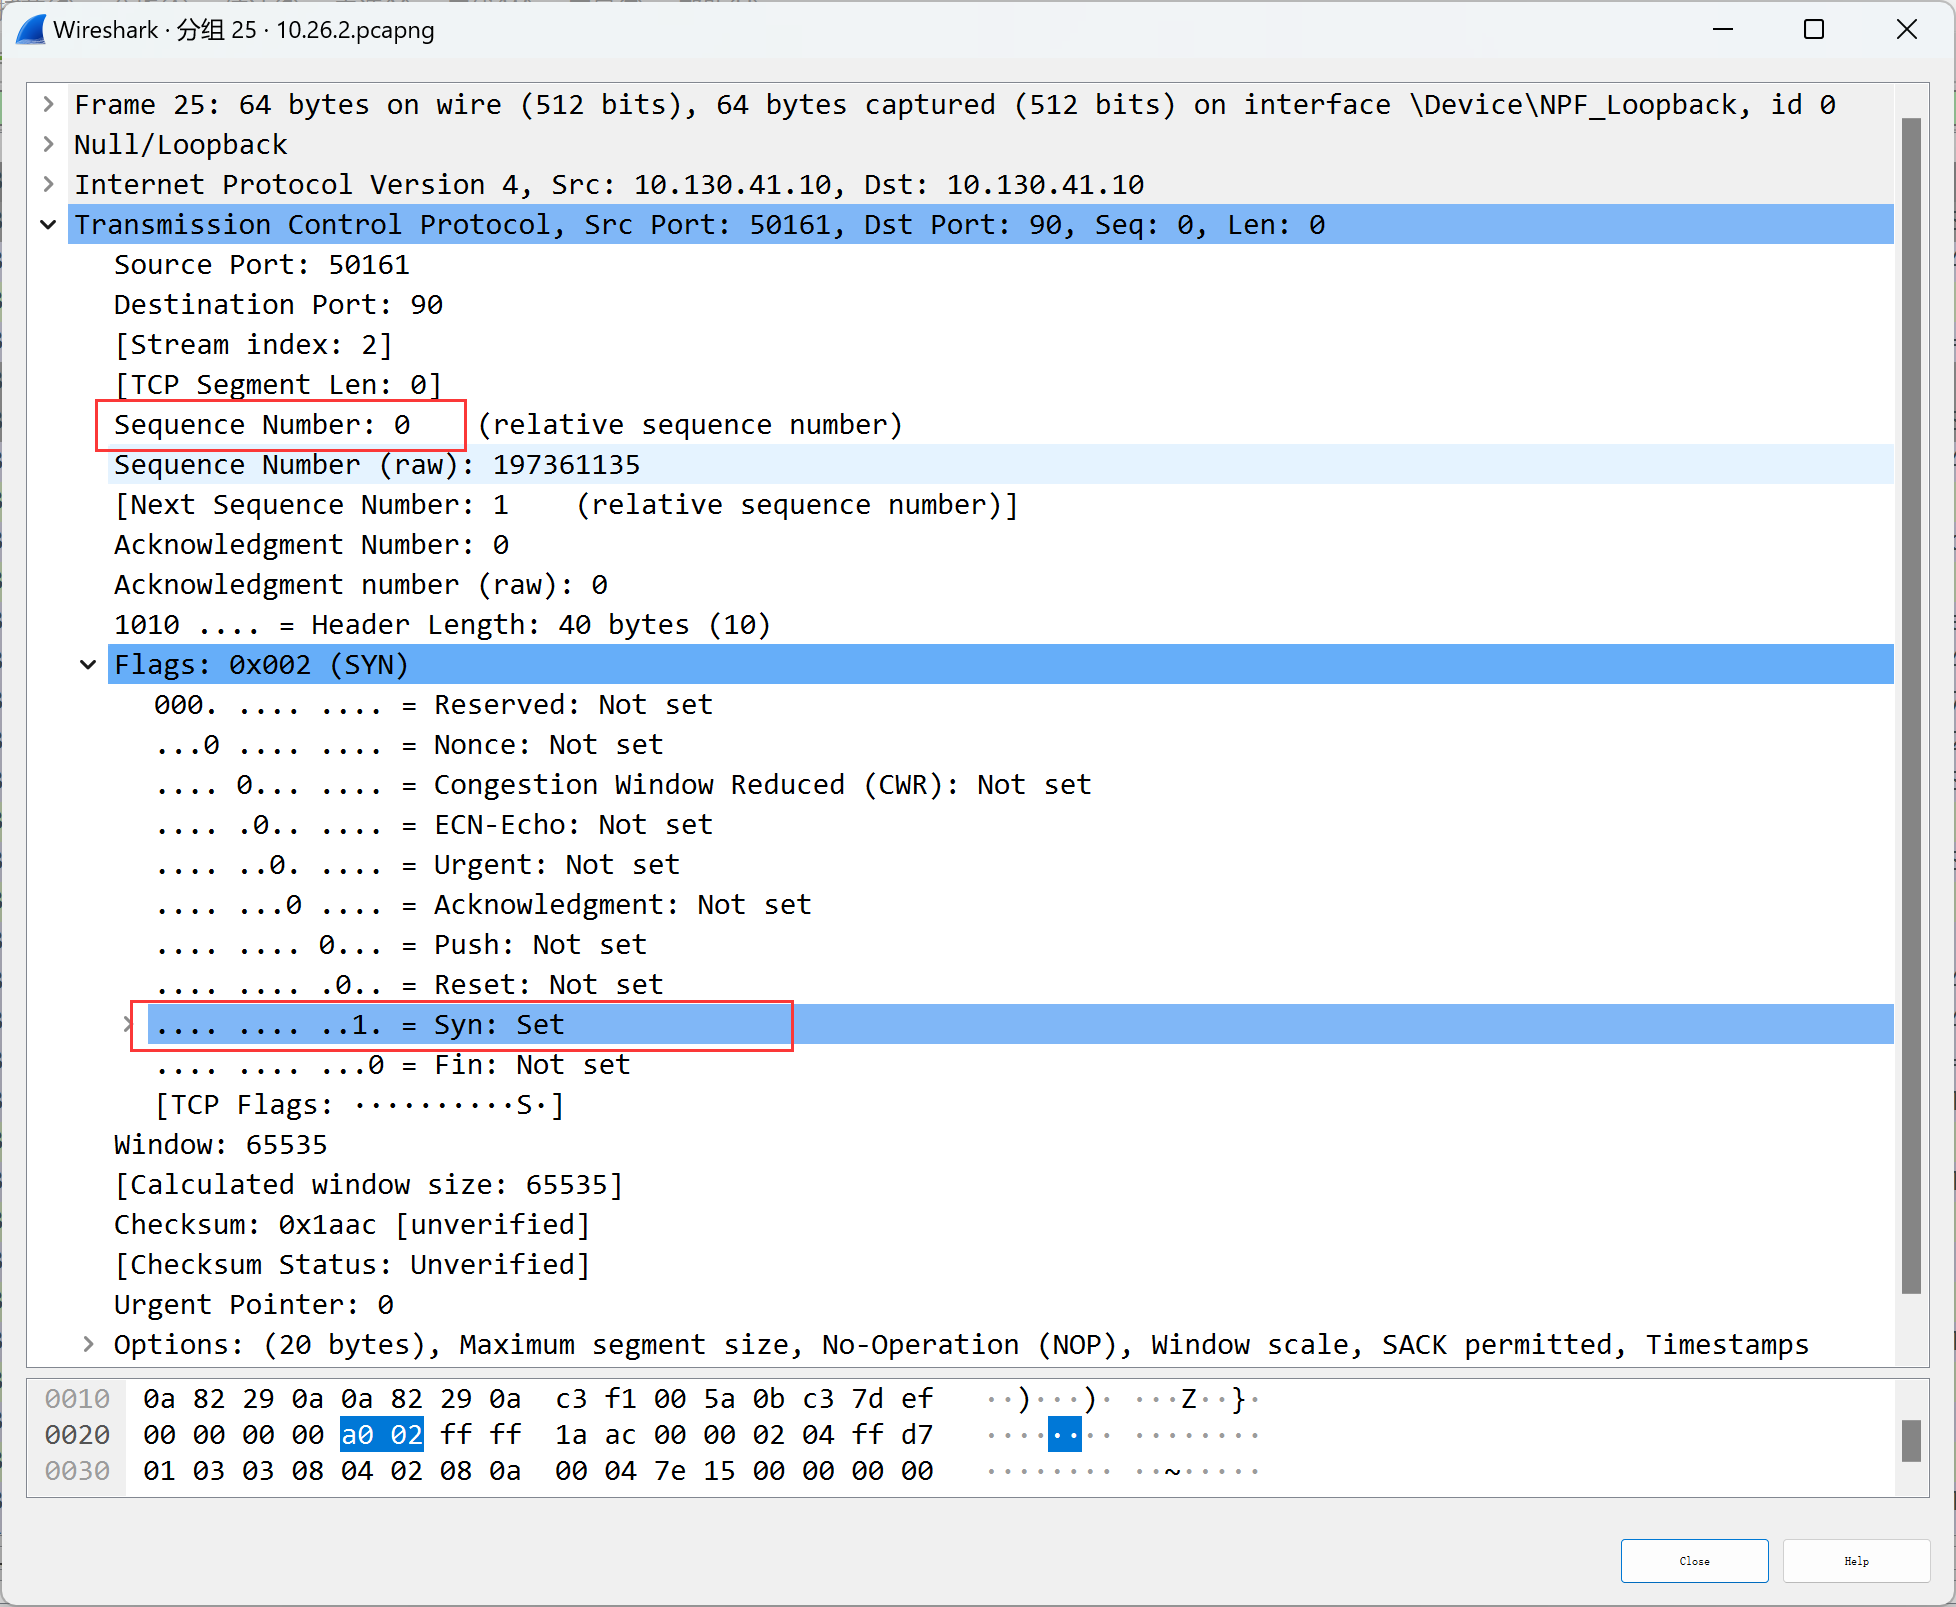 Wireshark · 分组 25 · 10.26.2.pcapng
Frame 25: 64 bytes on wire (512 bits), 64 bytes captured (512 bits) on interface \Device\NPF_Loopback, id 0
Null/Loopback
Internet Protocol Version 4, Src: 10.130.41.10, Dst: 10.130.41.10
Transmission Control Protocol, Src Port: 50161, Dst Port: 90, Seq: 0, Len: 0
Source Port: 50161
Destination Port: 90
[Stream index: 2]
[TCP Segment Len: 0]
Sequence Number: 0    (relative sequence number)
Sequence Number (raw): 197361135
[Next Sequence Number: 1    (relative sequence number)]
Acknowledgment Number: 0
Acknowledgment number (raw): 0
1010 .... = Header Length: 40 bytes (10)
Flags: 0x002 (SYN)
000. .... .... = Reserved: Not set
...0 .... .... = Nonce: Not set
.... 0... .... = Congestion Window Reduced (CWR): Not set
.... .0.. .... = ECN-Echo: Not set
.... ..0. .... = Urgent: Not set
.... ...0 .... = Acknowledgment: Not set
.... .... 0... = Push: Not set
.... .... .0.. = Reset: Not set
.... .... ..1. = Syn: Set
.... .... ...0 = Fin: Not set
[TCP Flags: ··········S·]
Window: 65535
[Calculated window size: 65535]
Checksum: 0x1aac [unverified]
[Checksum Status: Unverified]
Urgent Pointer: 0
Options: (20 bytes), Maximum segment size, No-Operation (NOP), Window scale, SACK permitted, Timestamps
0010 0a 82 29 0a 0a 82 29 0a c3 f1 00 5a 0b c3 7d ef ··)···)· ···Z··}·
0020 00 00 00 00 a0 02 ff ff 1a ac 00 00 02 04 ff d7 ········ ········
0030 01 03 03 08 04 02 08 0a 00 04 7e 15 00 00 00 00 ········ ··~·····
Close
Help